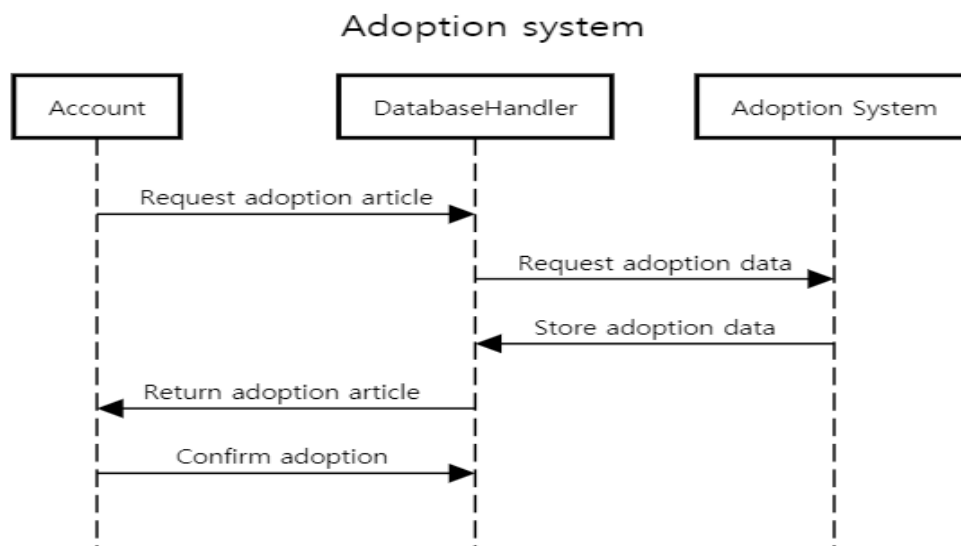 Adoption system
Account
DatabaseHandler
Adoption System
Request adoption article
Request adoption data
Store adoption data
Return adoption article
Confirm adoption